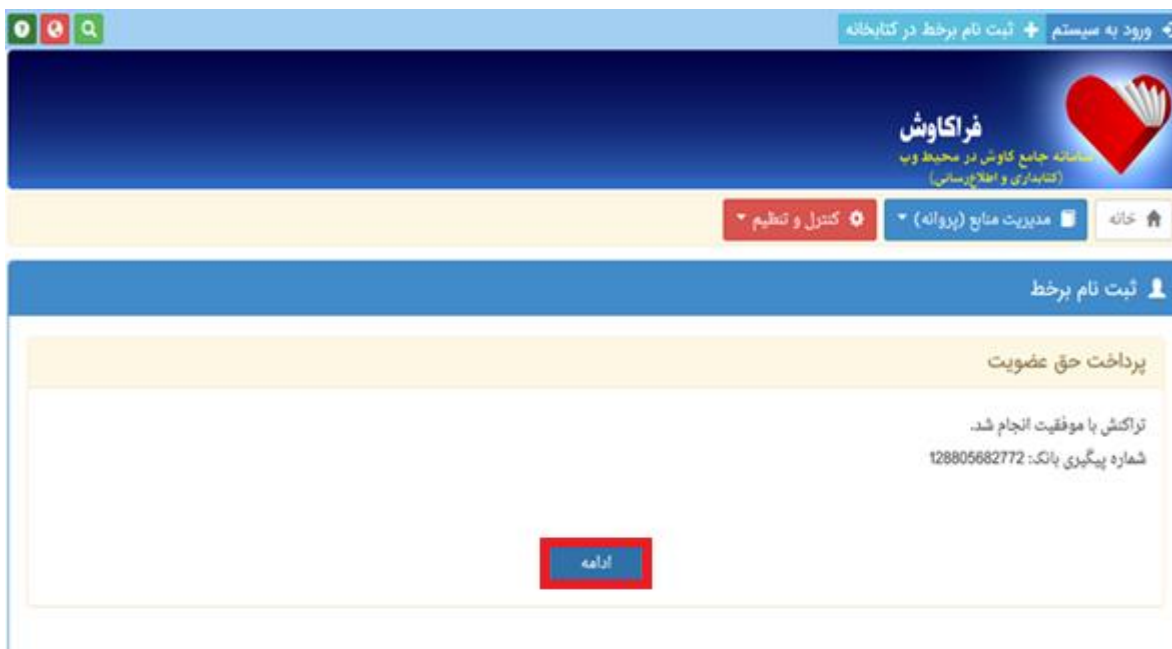 ورود به سیستم
ثبت نام برخط در کتابخانه
فراکاوش
سامانه جامع کاوش در محیط وب
(کتابداری و اطلاع‌رسانی)
خانه
مدیریت منابع (پروانه)
کنترل و تنظیم
ثبت نام برخط
پرداخت حق عضویت
تراکنش با موفقیت انجام شد.
شماره پیگیری بانک: 128805682772
ادامه